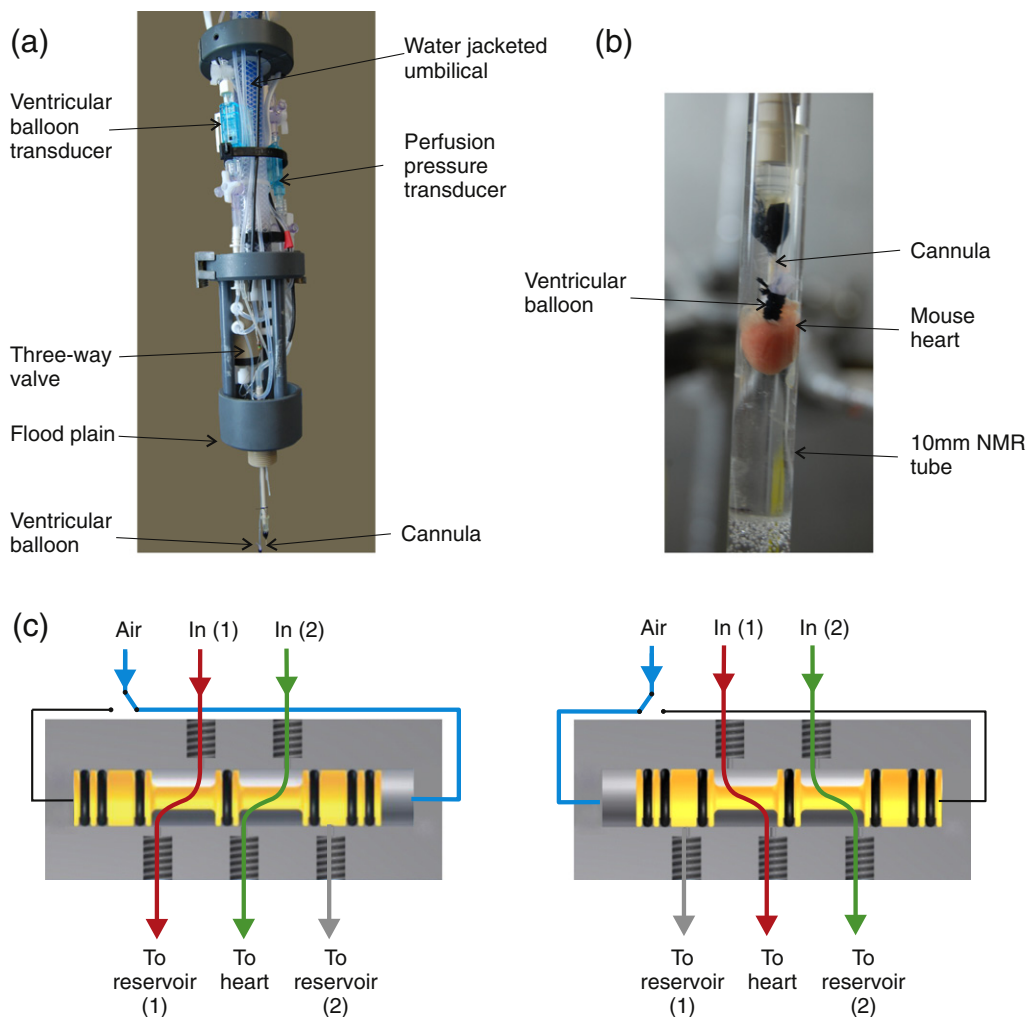 (a)
Water jacketed
umbilical
Ventricular
balloon
transducer
Perfusion
pressure
transducer
Three-way
valve
Flood plain
Ventricular
balloon
Cannula
(b)
Cannula
Ventricular
balloon
Mouse
heart
10mm NMR
tube
(c)
Air
In (1)
In (2)
To
reservoir
(1)
To
heart
To
reservoir
(2)
Air
In (1)
In (2)
To
reservoir
(1)
To
heart
To
reservoir
(2)